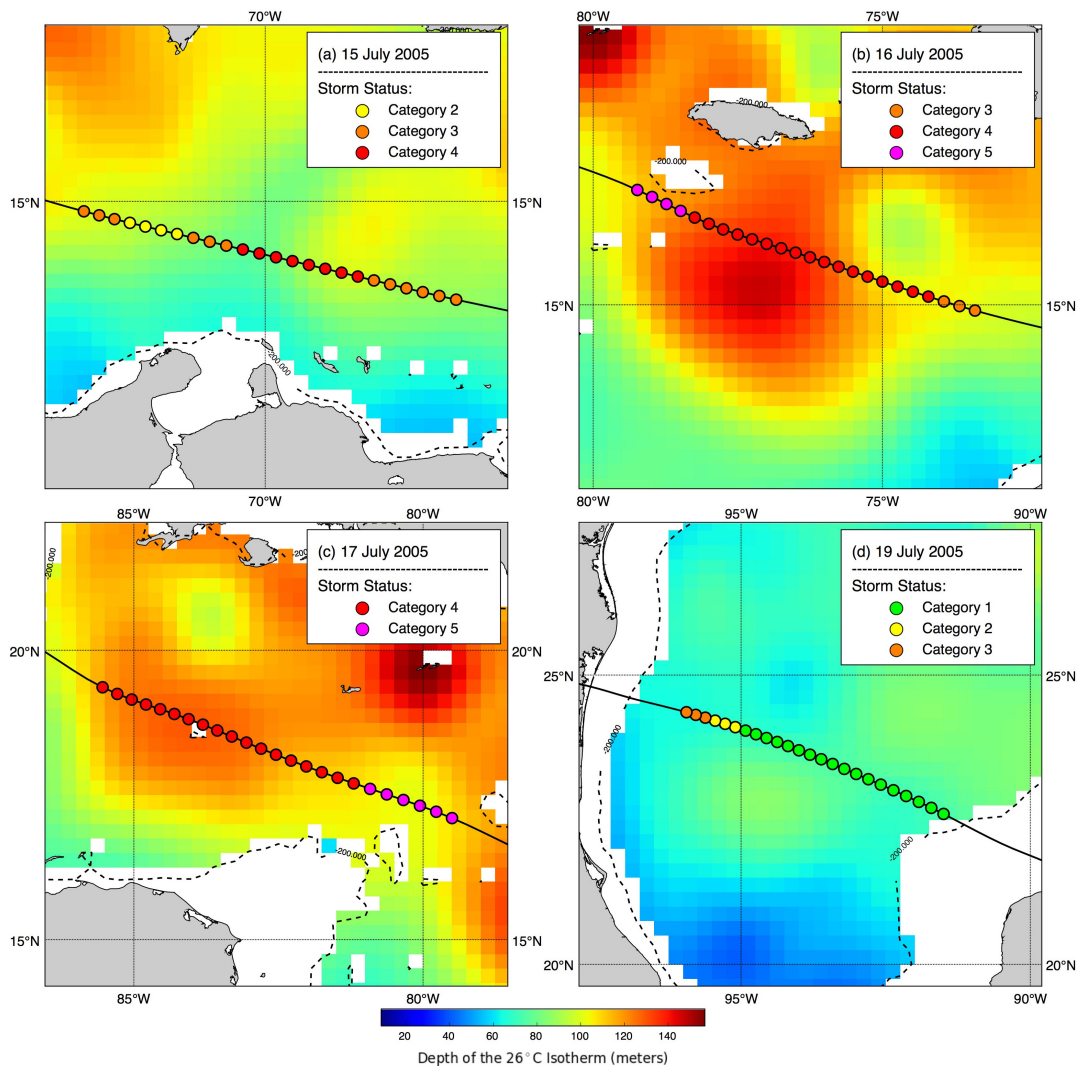 70°W
80°W
75°W
-200.000
(a) 15 July 2005
Storm Status:
Category 2
Category 3
Category 4
(b) 16 July 2005
Storm Status:
Category 3
Category 4
Category 5
-200.000
-200.000
15°N
-200.000
15°N
15°N
70°W
80°W
75°W
85°W
80°W
95°W
90°W
-200.000
(c) 17 July 2005
Storm Status:
Category 4
Category 5
(d) 19 July 2005
Storm Status:
Category 1
Category 2
Category 3
20°N
20°N
25°N
25°N
-200.000
-200.000
-200.000
15°N
15°N
20°N
20°N
85°W
80°W
95°W
90°W
20 40 60 80 100 120 140
Depth of the 26°C Isotherm (meters)